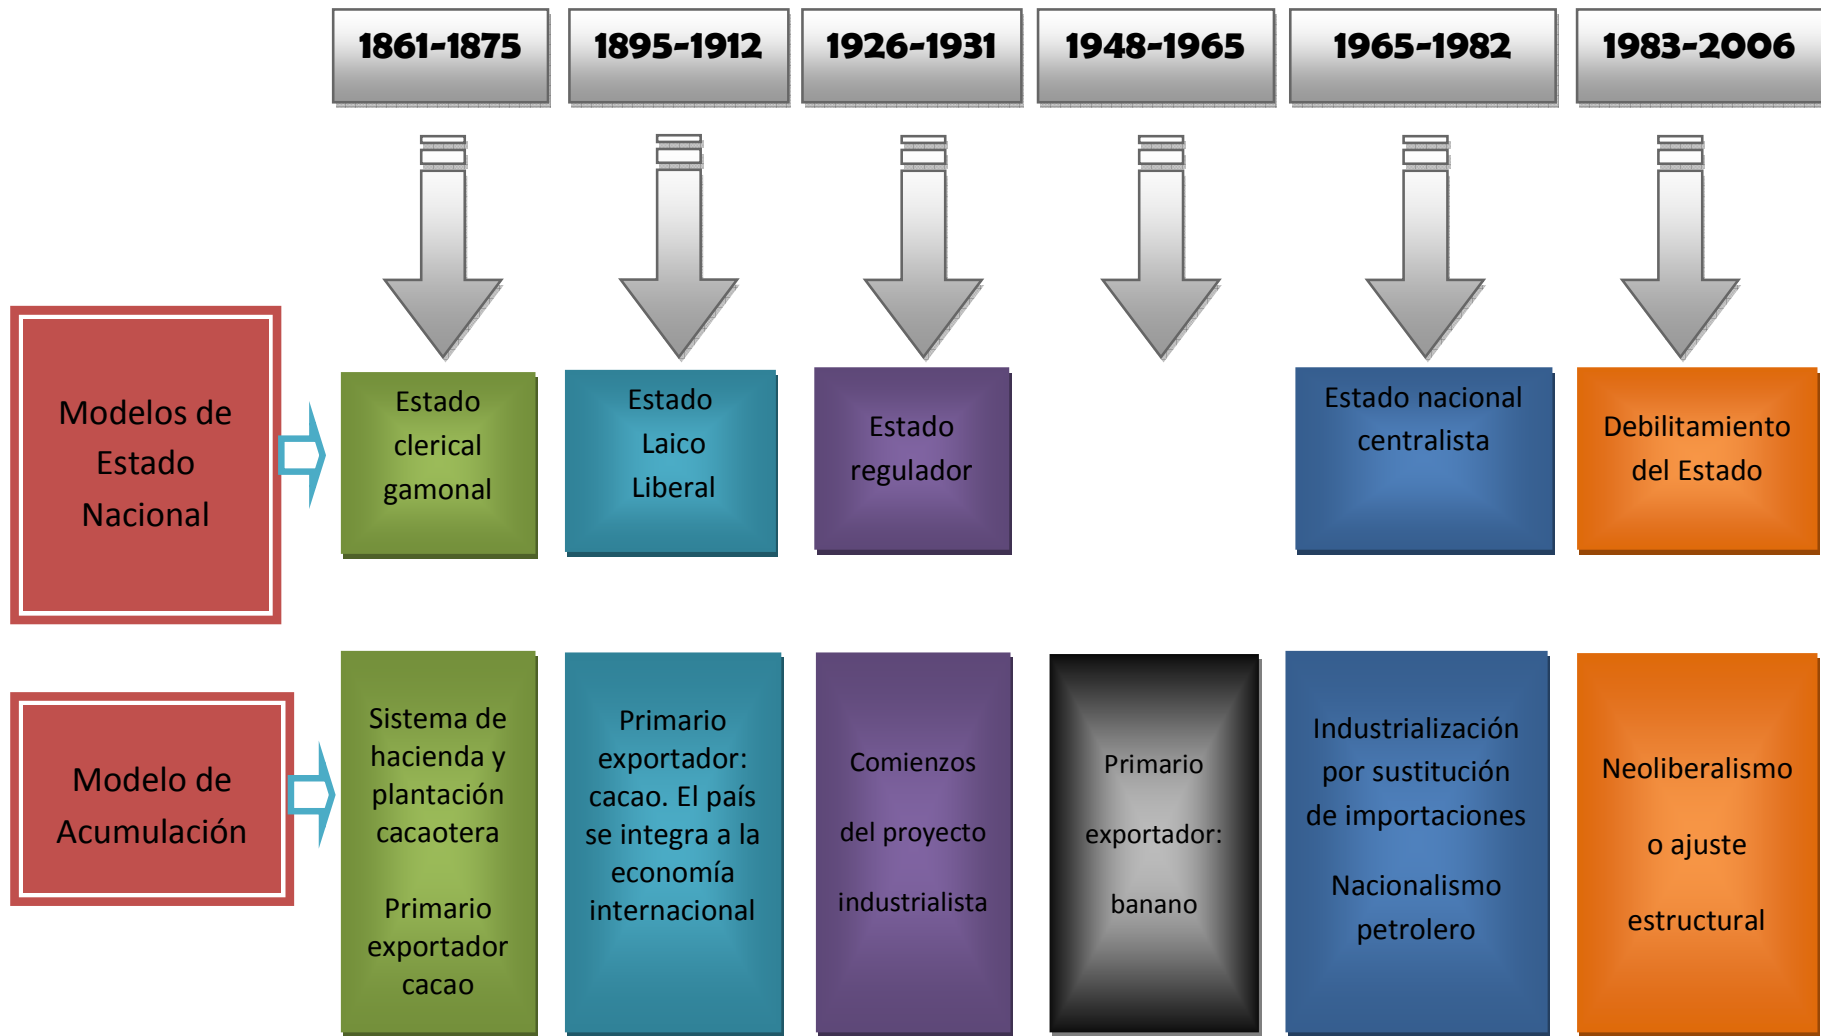 1861-1875
1895-1912
1926-1931
1948-1965
1965-1982
1983-2006
Modelos de
Estado
Nacional
Estado
clerical
gamonal
Estado
Laico
Liberal
Estado
regulador
Estado nacional
centralista
Debilitamiento
del Estado
Modelo de
Acumulación
Sistema de
hacienda y
plantación
cacaotera
Primario
exportador
cacao
Primario
exportador:
cacao. El país
se integra a la
economía
internacional
Comienzos
del proyecto
industrialista
Primario
exportador:
banano
Industrialización
por sustitución
de importaciones
Nacionalismo
petrolero
Neoliberalismo
o ajuste
estructural